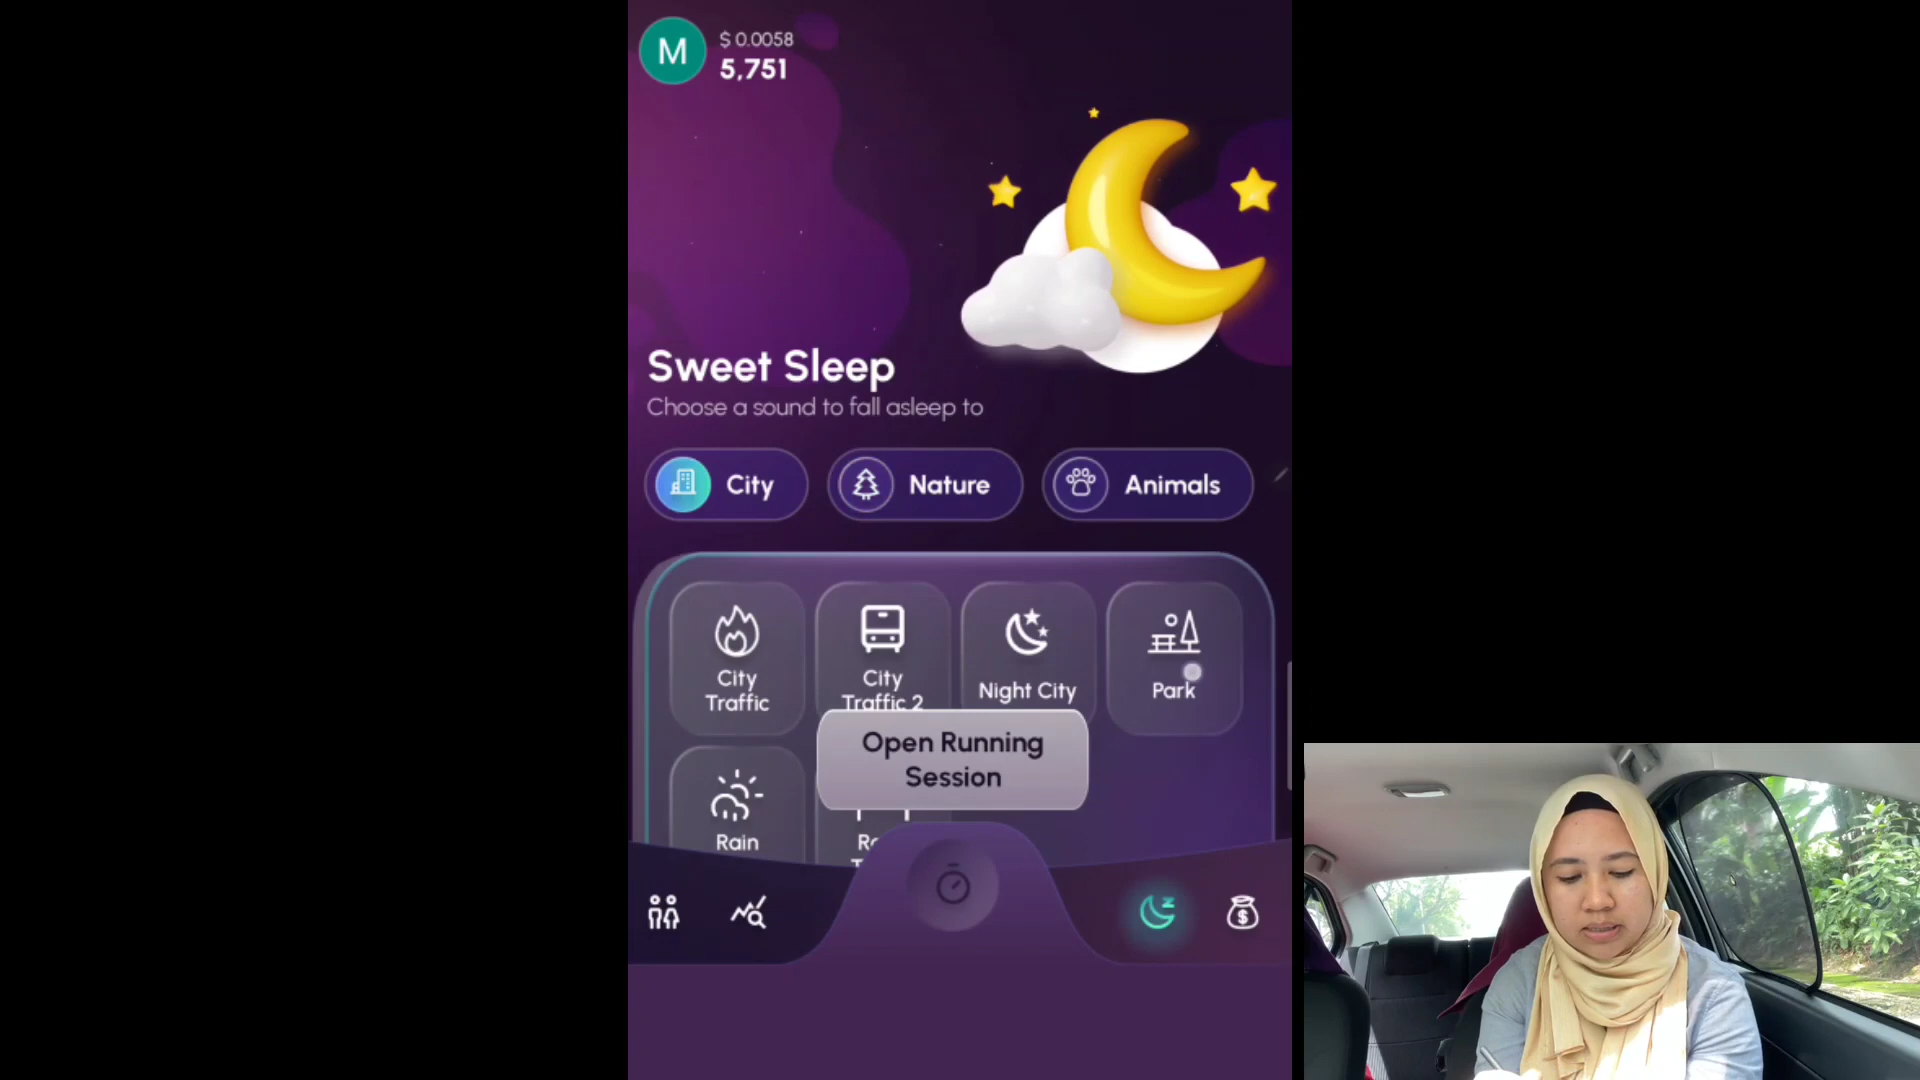 M
$ 0.0058
5,751
Sweet Sleep
Choose a sound to fall asleep to
City
Nature
Animals
City
Traffic
City
Traffic 2
Night City
Park
Open Running
Session
Rain